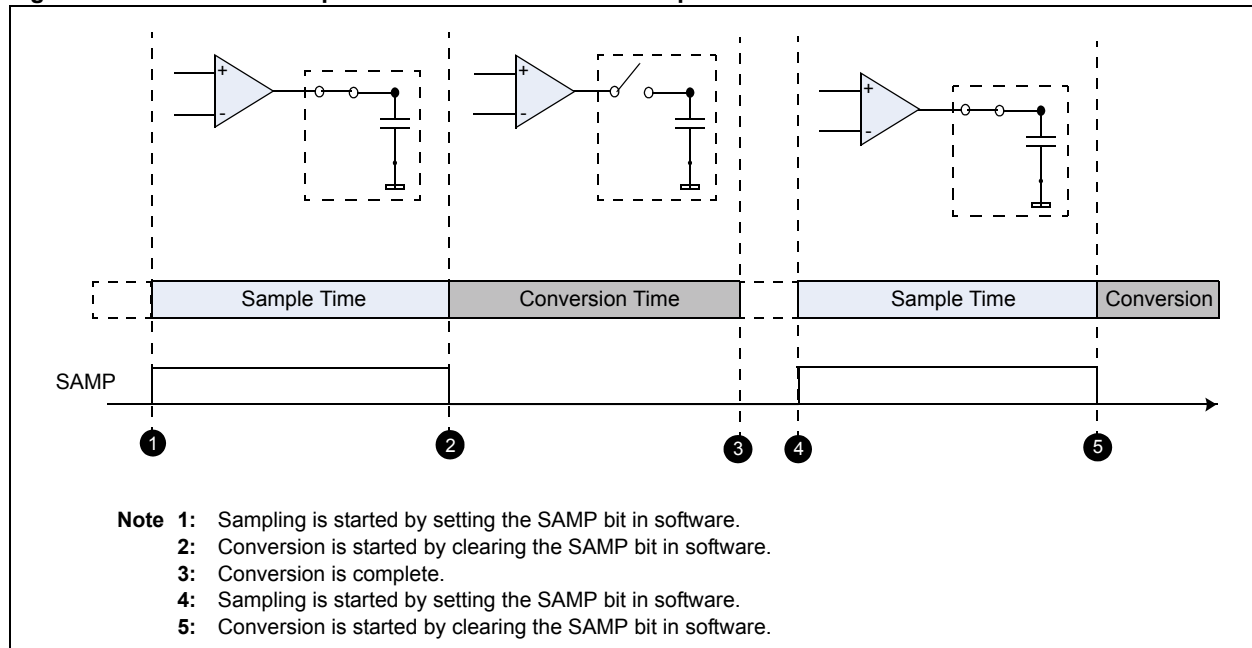 +
-
+
-
+
-
Sample Time
Conversion Time
Sample Time
Conversion
SAMP
1
2
3
4
5
Note 1: Sampling is started by setting the SAMP bit in software.
2: Conversion is started by clearing the SAMP bit in software.
3: Conversion is complete.
4: Sampling is started by setting the SAMP bit in software.
5: Conversion is started by clearing the SAMP bit in software.